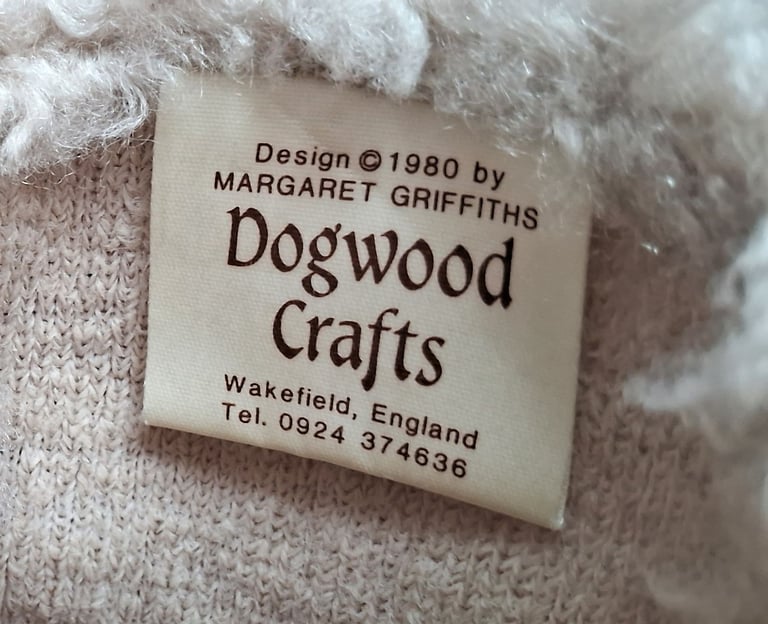 Design © 1980 by
MARGARET GRIFFITHS
Dogwood
Crafts
Wakefield, England
Tel. 0924 374636